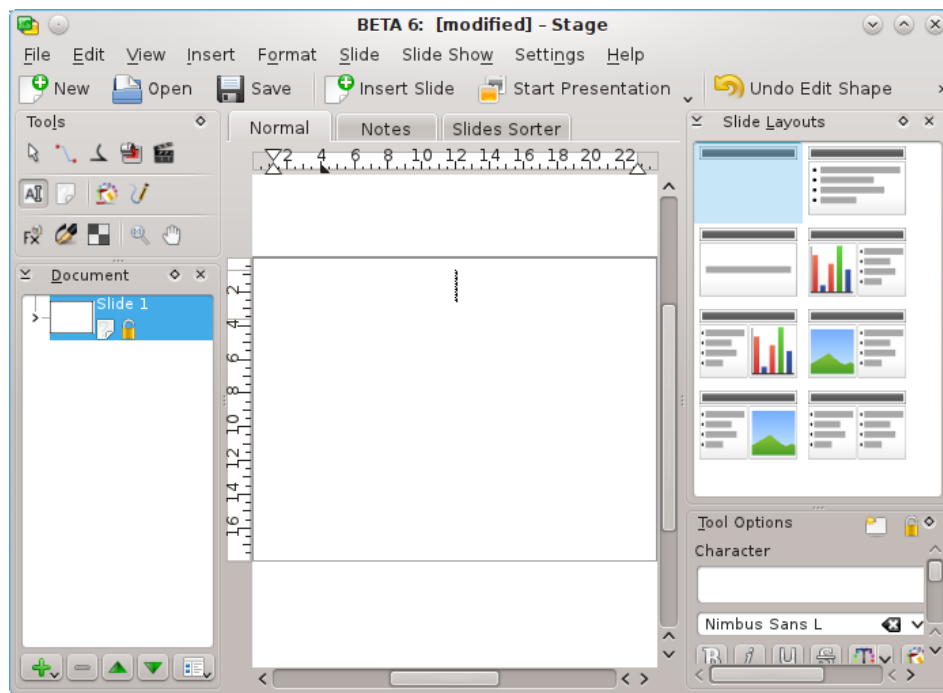 BETA 6:  [modified] – Stage
File Edit View Insert Format Slide Slide Show Settings Help
New Open Save Insert Slide Start Presentation Undo Edit Shape
Tools
Normal Notes Slides Sorter
Slide Layouts
2 4 6 8 10 12 14 16 18 20 22
Document
Slide 1
2 4 6 8 10 12 14 16
Tool Options
Character
Nimbus Sans L
B i U S T